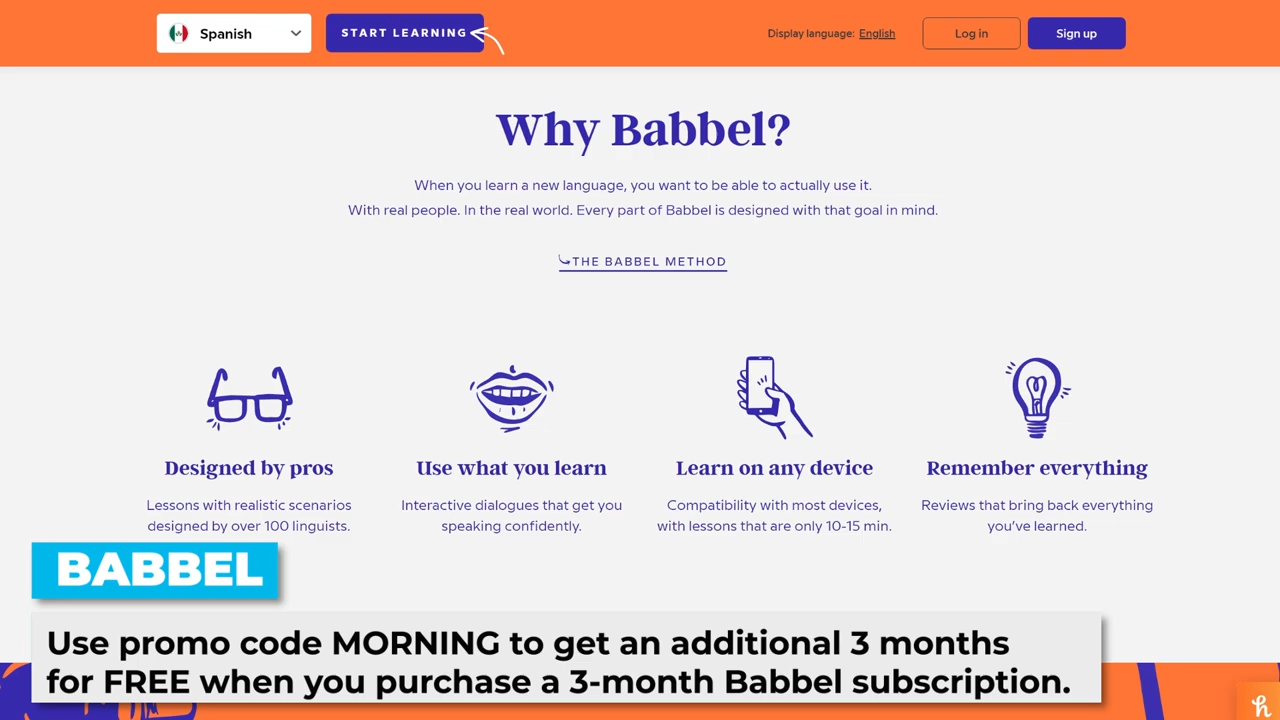 Spanish
START LEARNING
Display language: English
Log in
Sign up
Why Babbel?
When you learn a new language, you want to be able to actually use it.
With real people. In the real world. Every part of Babbel is designed with that goal in mind.
THE BABBEL METHOD
Designed by pros
Lessons with realistic scenarios
designed by over 100 linguists.
Use what you learn
Interactive dialogues that get you
speaking confidently.
Learn on any device
Compatibility with most devices,
with lessons that are only 10-15 min.
Remember everything
Reviews that bring back everything
you’ve learned.
BABBEL
Use promo code MORNING to get an additional 3 months
for FREE when you purchase a 3-month Babbel subscription.
h